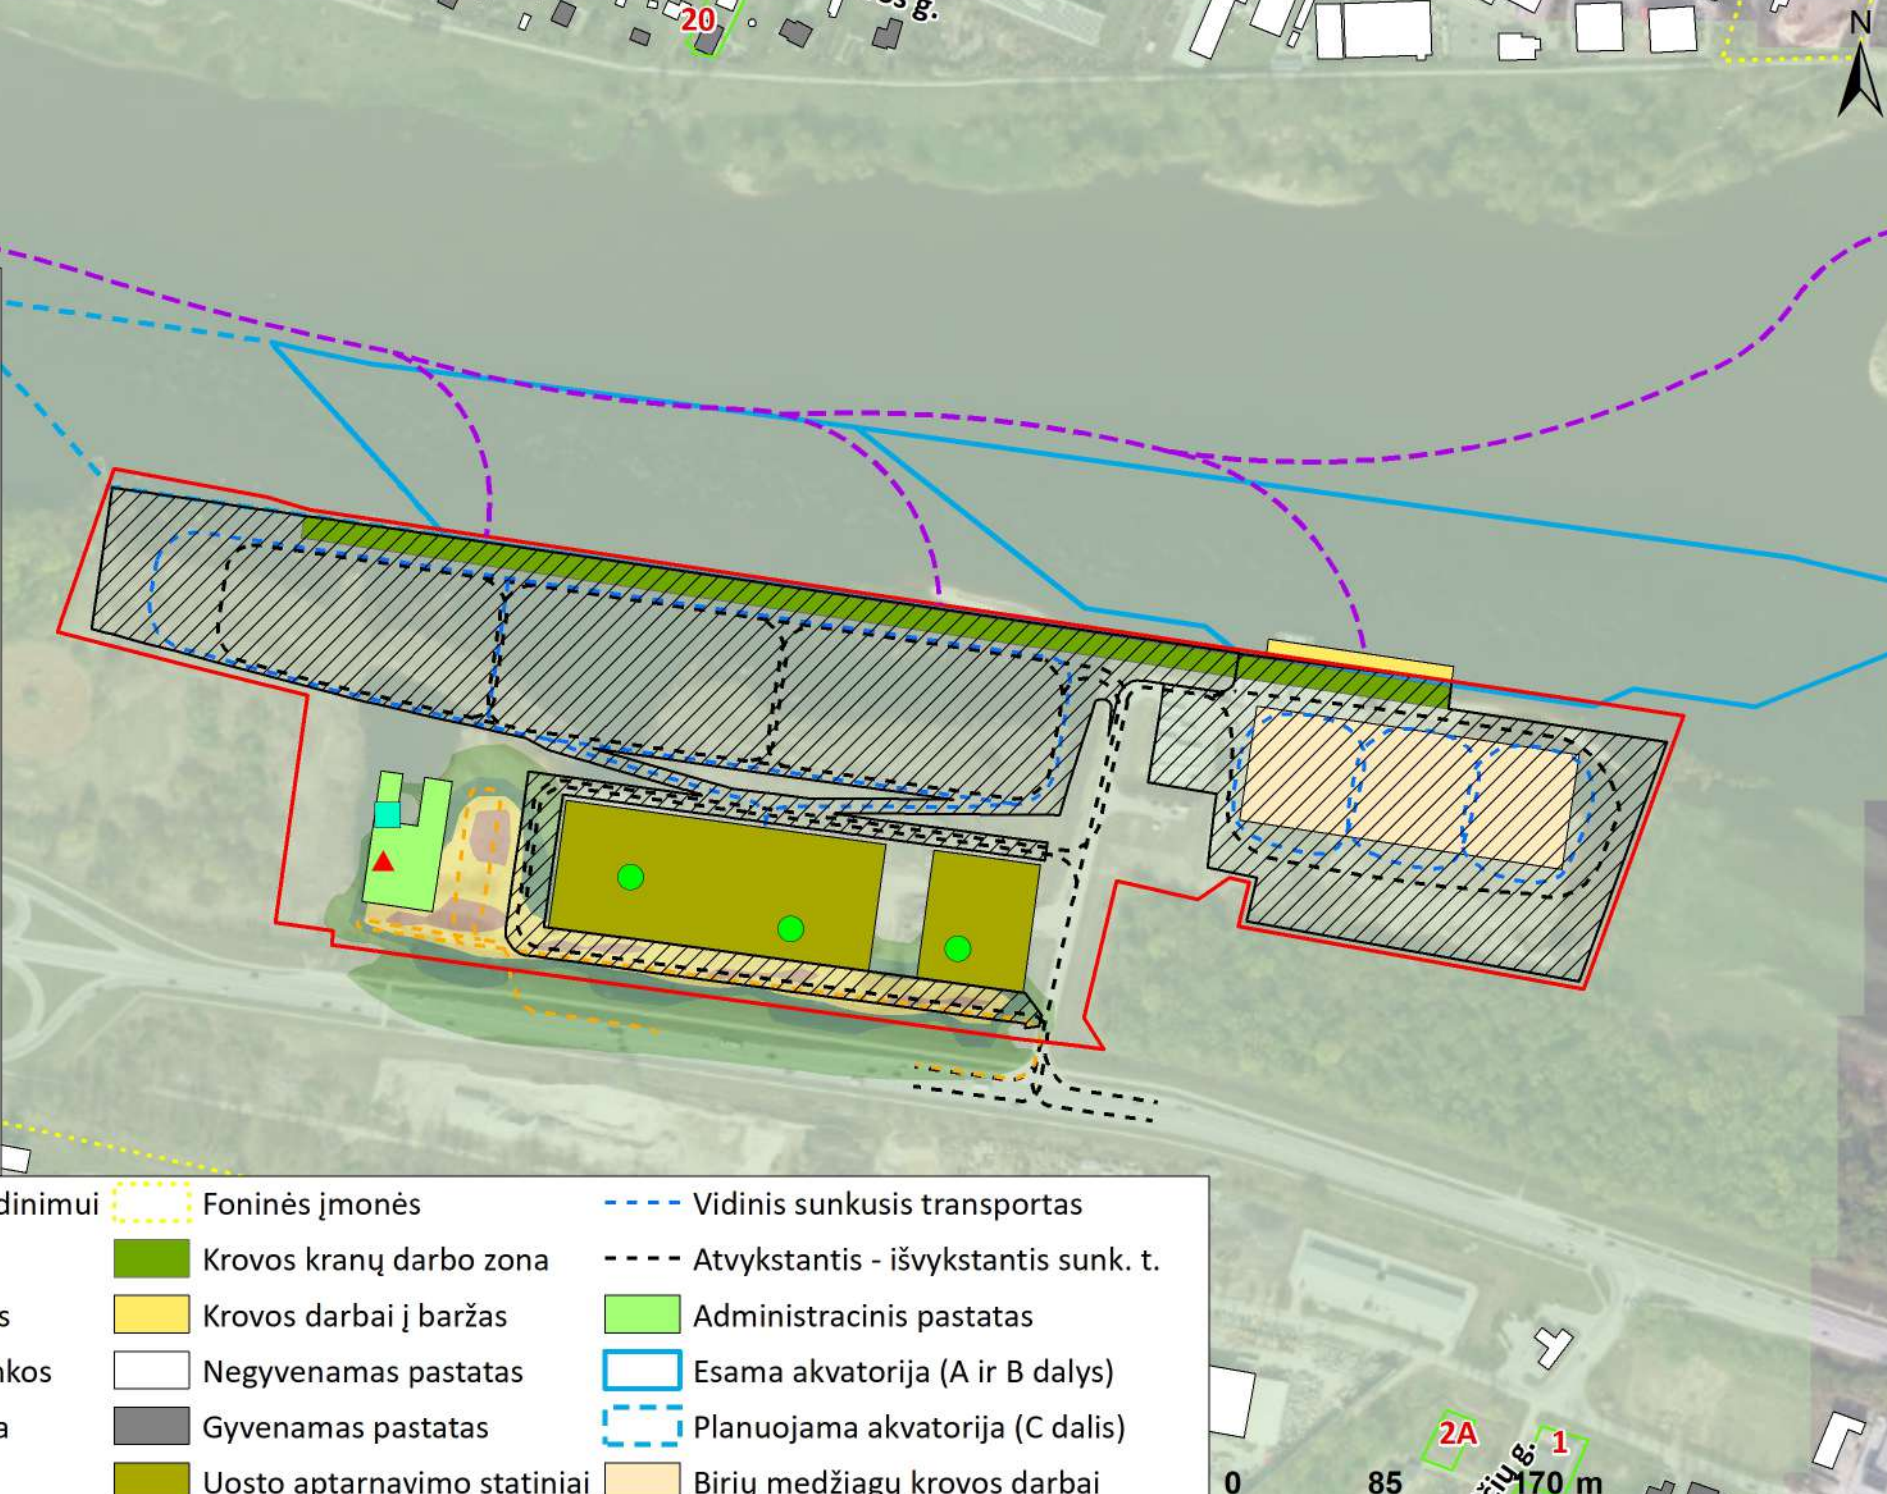 20
os g.
N
dinimui
Foninės įmonės
Vidinis sunkusis transportas
Krovos kranų darbo zona
Atvykstantis - išvykstantis sunk. t.
s
Krovos darbai į baržas
Administracinis pastatas
nkos
Negyvenamas pastatas
Esama akvatorija (A ir B dalys)
a
Gyvenamas pastatas
Planuojama akvatorija (C dalis)
Uosto aptarnavimo statiniai
Birių medžiagų krovos darbai
2A
1
čių g.
0 85 170 m